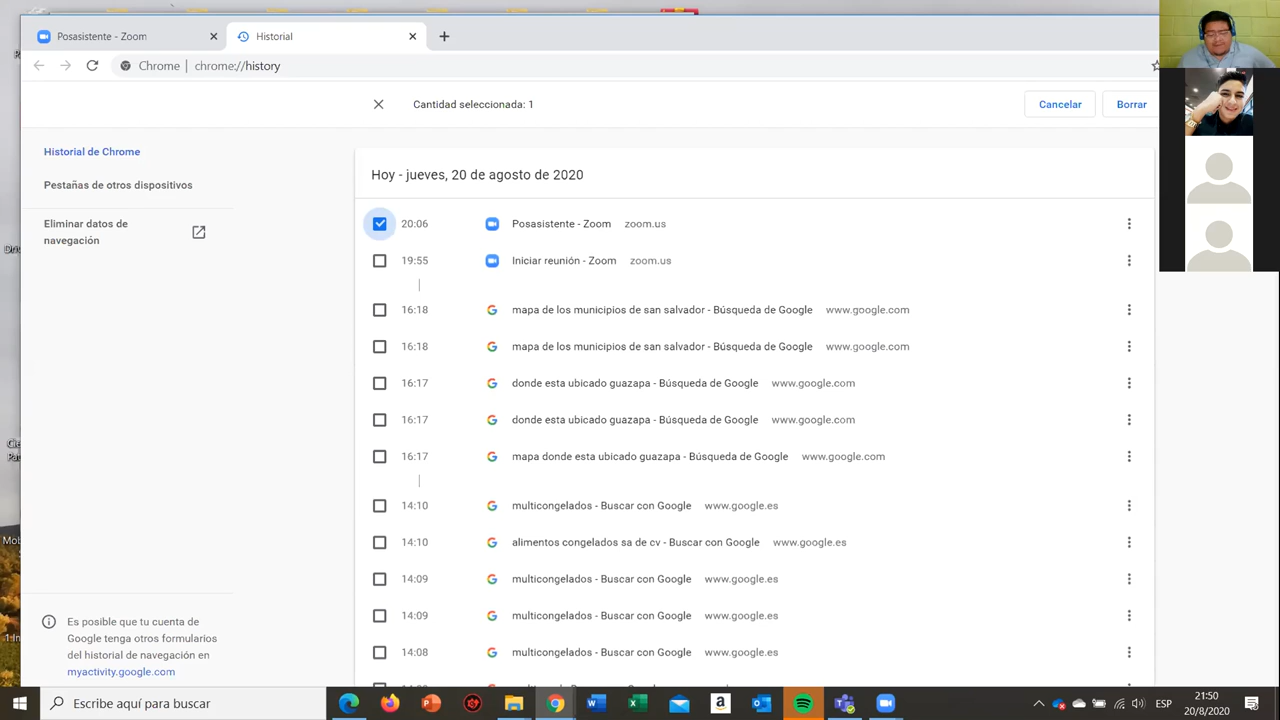 Posasistente - Zoom
Historial
Chrome | chrome://history
Cantidad seleccionada: 1
Cancelar
Borrar
Historial de Chrome
Pestañas de otros dispositivos
Eliminar datos de
navegación
Hoy - jueves, 20 de agosto de 2020
20:06 Posasistente - Zoom zoom.us
19:55 Iniciar reunión - Zoom zoom.us
16:18 mapa de los municipios de san salvador - Búsqueda de Google www.google.com
16:18 mapa de los municipios de san salvador - Búsqueda de Google www.google.com
16:17 donde esta ubicado guazapa - Búsqueda de Google www.google.com
16:17 donde esta ubicado guazapa - Búsqueda de Google www.google.com
16:17 mapa donde esta ubicado guazapa - Búsqueda de Google www.google.com
14:10 multicongelados - Buscar con Google www.google.es
14:10 alimentos congelados sa de cv - Buscar con Google www.google.es
14:09 multicongelados - Buscar con Google www.google.es
14:09 multicongelados - Buscar con Google www.google.es
14:08 multicongelados - Buscar con Google www.google.es
Es posible que tu cuenta de
Google tenga otros formularios
del historial de navegación en
myactivity.google.com
Escribe aquí para buscar
ESP
21:50
20/8/2020